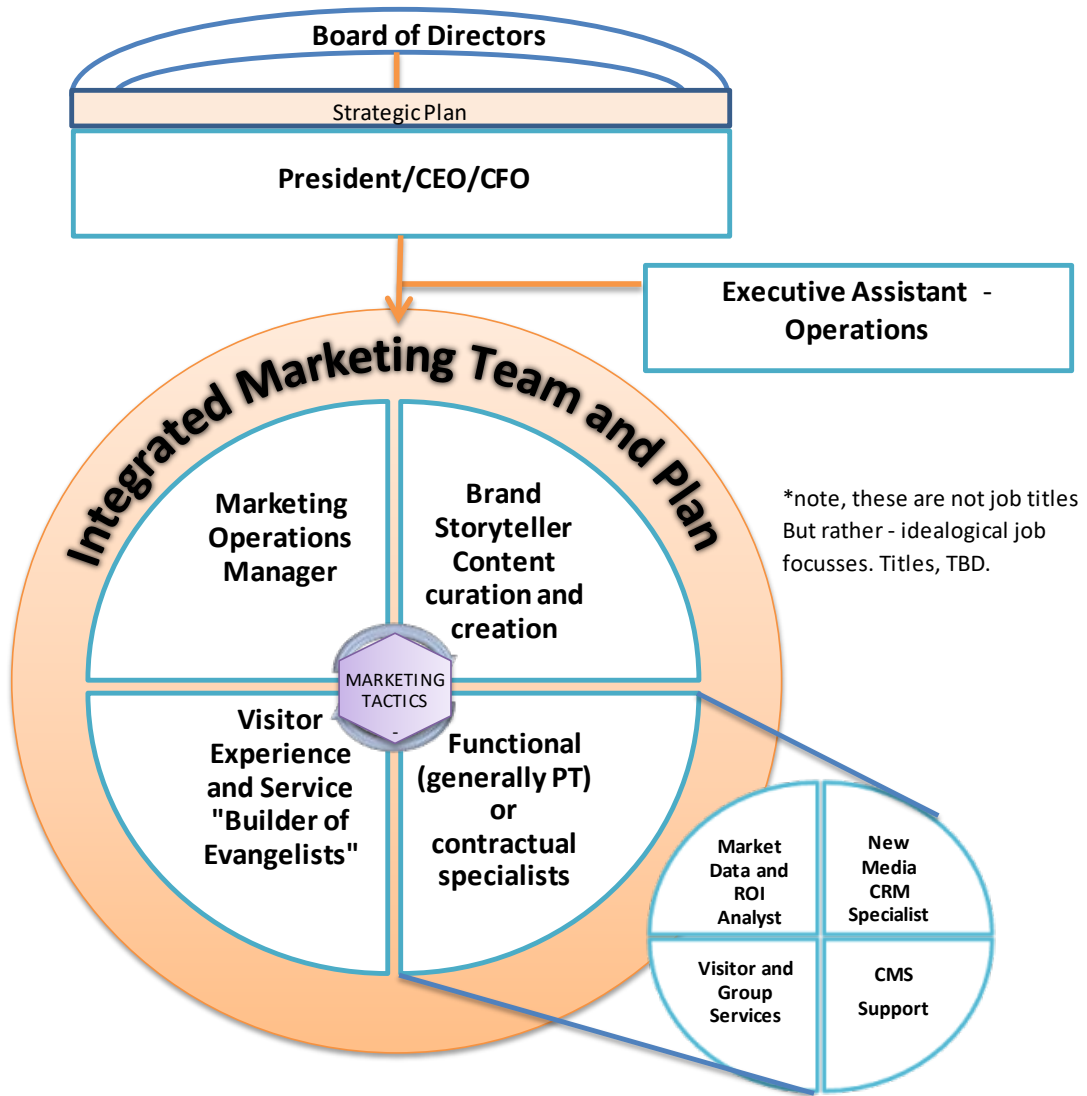 Board of Directors
Strategic Plan
President/CEO/CFO
Executive Assistant -
Operations
Integrated Marketing Team and Plan
Marketing
Operations
Manager
Brand
Storyteller
Content
curation and
creation
*note, these are not job titles
But rather - idealogical job
focusses. Titles, TBD.
MARKETING
TACTICS
-
Visitor
Experience
and Service
"Builder of
Evangelists"
Functional
(generally PT)
or
contractual
specialists
Market
Data and
ROI
Analyst
New
Media
CRM
Specialist
Visitor and
Group
Services
CMS
Support